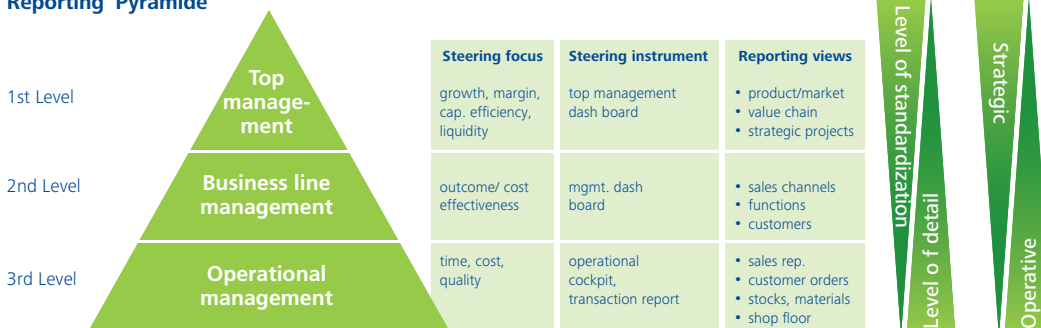 Reporting Pyramide
Steering focus
Steering instrument
Reporting views
1st Level
Top
manage-
ment
growth, margin,
cap. efficiency,
liquidity
top management
dash board
• product/market
• value chain
• strategic projects
2nd Level
Business line
management
outcome/ cost
effectiveness
mgmt. dash
board
• sales channels
• functions
• customers
3rd Level
Operational
management
time, cost,
quality
operational
cockpit,
transaction report
• sales rep.
• customer orders
• stocks, materials
• shop floor
Level of standardization
Level o f detail
Strategic
Operative